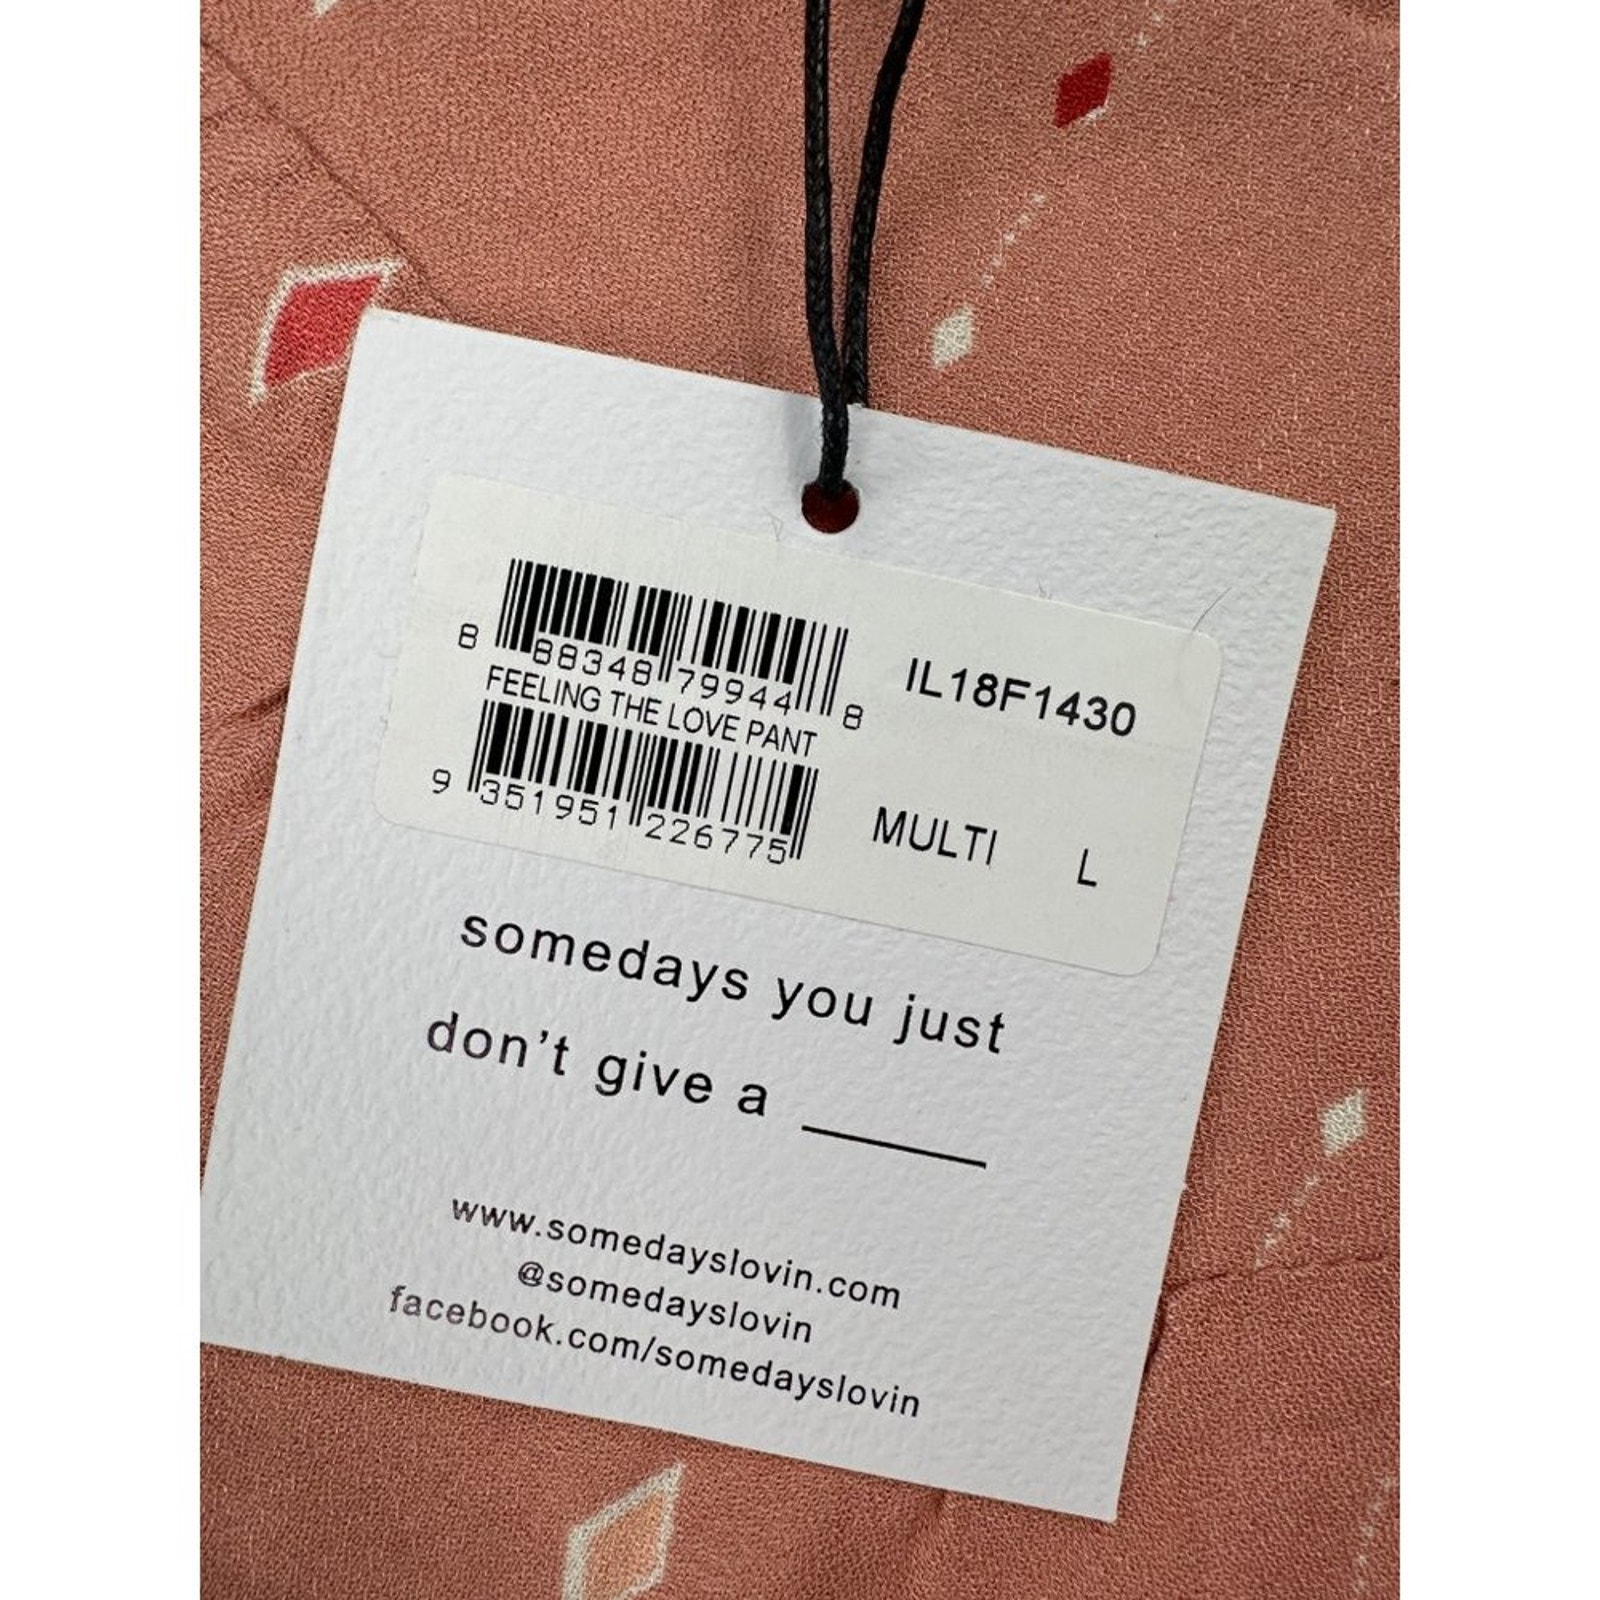 8 88348 79944 8
IL18F1430
FEELING THE LOVE PANT
9 351951 226775
MULTI L
somedays you just
don't give a _____
www.somedayslovin.com
@somedayslovin
facebook.com/somedayslovin